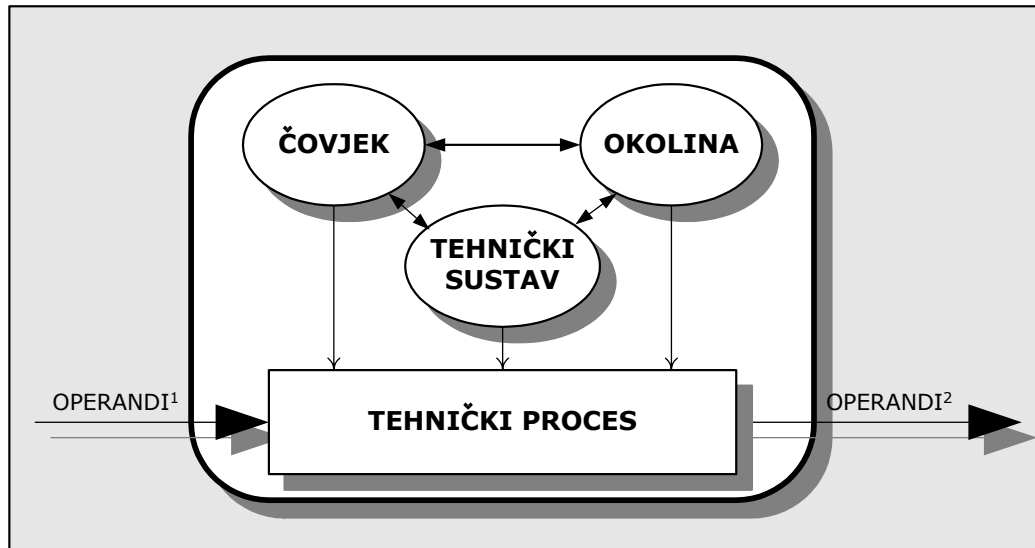 ČOVJEK
OKOLINA
TEHNIČKI
SUSTAV
OPERANDI¹
TEHNIČKI PROCES
OPERANDI²